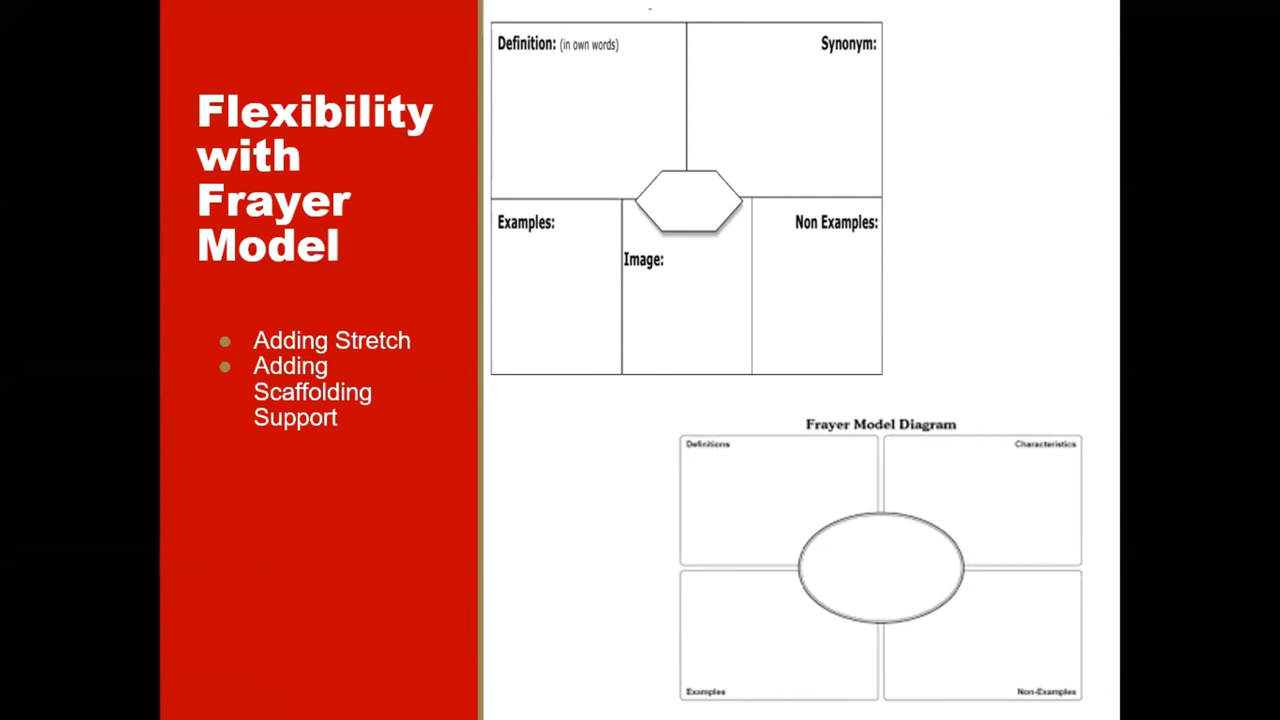 Flexibility
with
Frayer
Model
● Adding Stretch
● Adding
Scaffolding
Support
Definition: (in own words)
Synonym:
Examples:
Non Examples:
Image:
Frayer Model Diagram
Definitions
Characteristics
Examples
Non-Examples